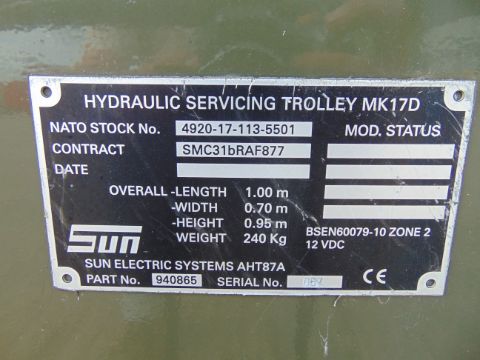 HYDRAULIC SERVICING TROLLEY MK17D
NATO STOCK No. 4920-17-113-5501 MOD. STATUS
CONTRACT SMC31bRAF877
DATE
OVERALL -LENGTH 1.00 m
-WIDTH 0.70 m
-HEIGHT 0.95 m
WEIGHT 240 Kg
BSEN60079-10 ZONE 2
12 VDC
Sun
SUN ELECTRIC SYSTEMS AHT87A
PART No. 940865 SERIAL No.
CE